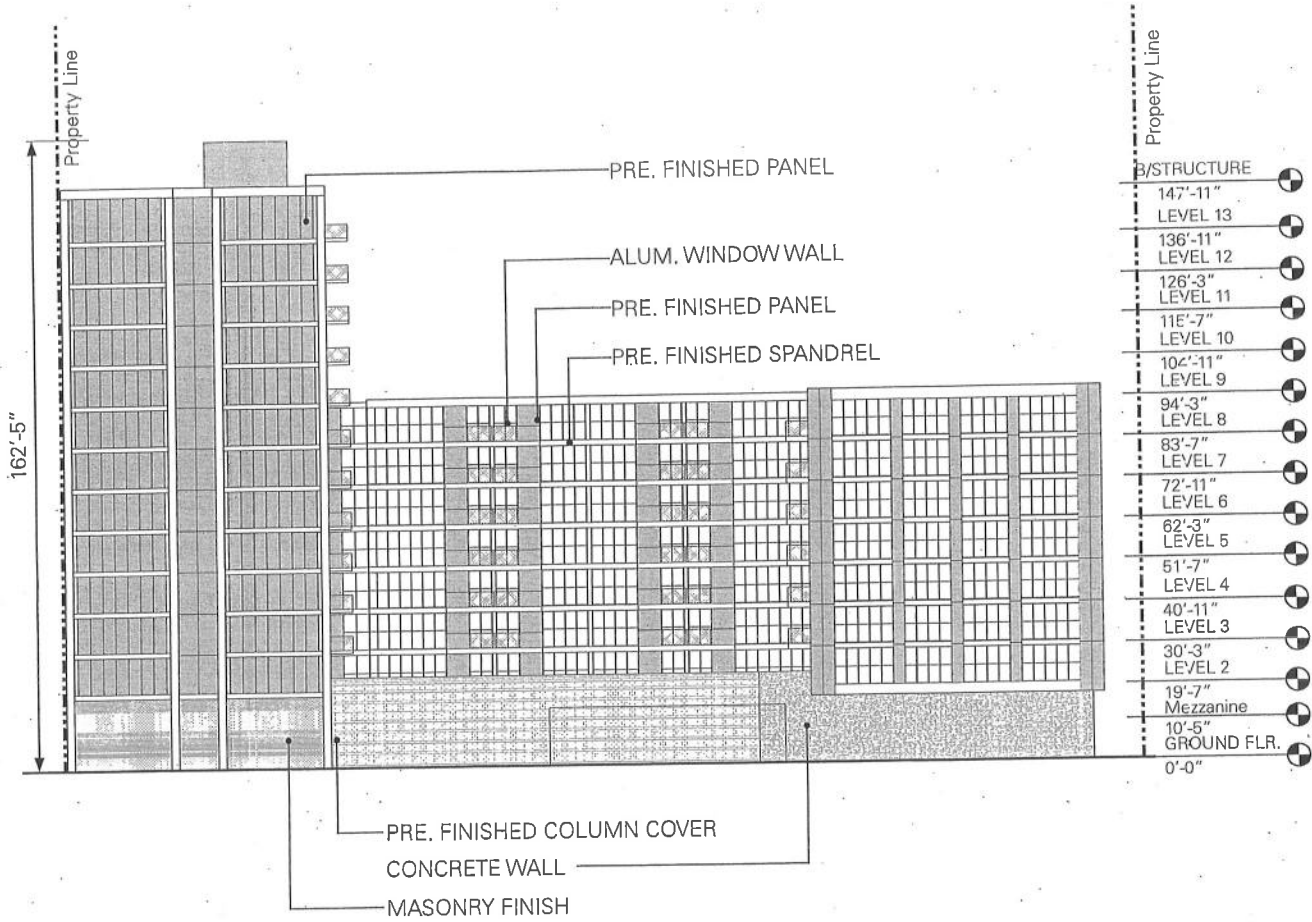 Property Line
Property Line
162'-5"
PRE. FINISHED PANEL
ALUM. WINDOW WALL
PRE. FINISHED PANEL
PRE. FINISHED SPANDREL
B/STRUCTURE
147'-11"
LEVEL 13
136'-11"
LEVEL 12
126'-3"
LEVEL 11
115'-7"
LEVEL 10
104'-11"
LEVEL 9
94'-3"
LEVEL 8
83'-7"
LEVEL 7
72'-11"
LEVEL 6
62'-3"
LEVEL 5
51'-7"
LEVEL 4
40'-11"
LEVEL 3
30'-3"
LEVEL 2
19'-7"
Mezzanine
10'-5"
GROUND FLR.
0'-0"
PRE. FINISHED COLUMN COVER
CONCRETE WALL
MASONRY FINISH